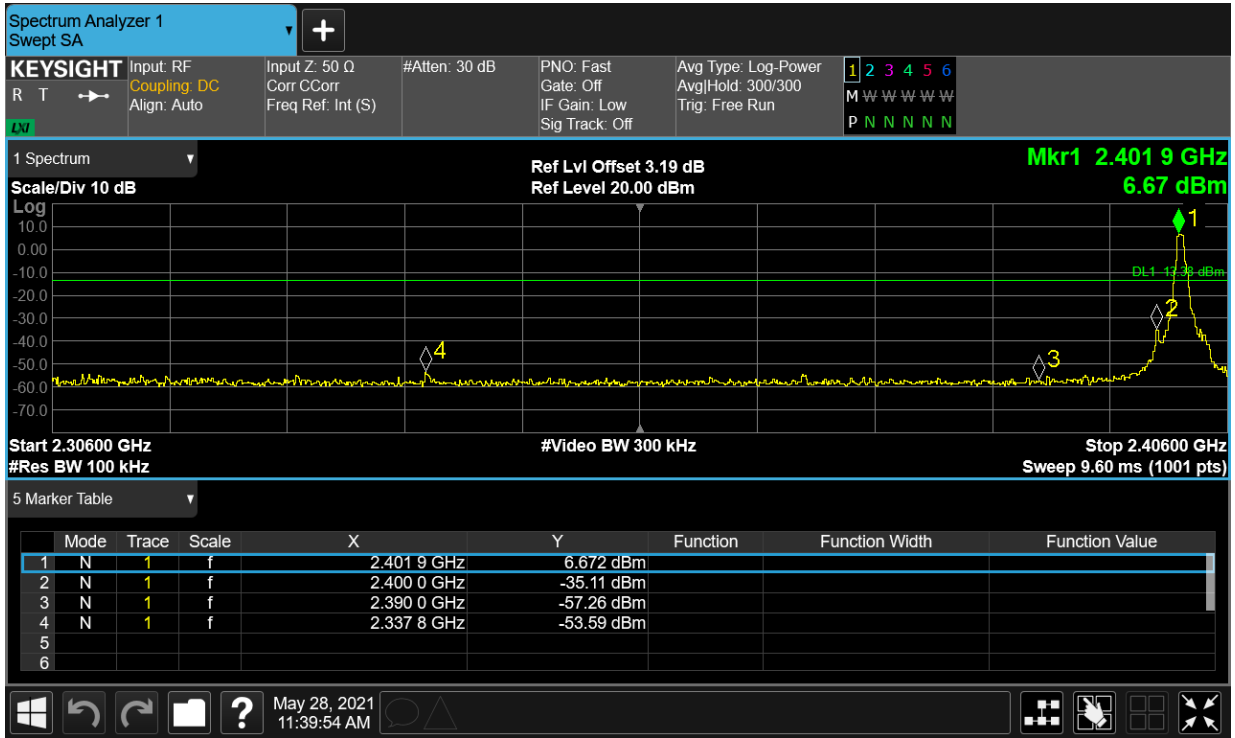 Spectrum Analyzer 1
Swept SA
+
KEYSIGHT
R T
LXI
Input: RF
Coupling: DC
Align: Auto
Input Z: 50 Ω
Corr CCorr
Freq Ref: Int (S)
#Atten: 30 dB
PNO: Fast
Gate: Off
IF Gain: Low
Sig Track: Off
Avg Type: Log-Power
Avg|Hold: 300/300
Trig: Free Run
1 2 3 4 5 6
M W W W W W
P N N N N N
1 Spectrum
Scale/Div 10 dB
Ref Lvl Offset 3.19 dB
Ref Level 20.00 dBm
Mkr1 2.401 9 GHz
6.67 dBm
Log
10.0
0.00
-10.0
-20.0
-30.0
-40.0
-50.0
-60.0
-70.0
1
DL1 -13.38 dBm
2
4
3
Start 2.30600 GHz
#Video BW 300 kHz
Stop 2.40600 GHz
#Res BW 100 kHz
Sweep 9.60 ms (1001 pts)
5 Marker Table
Mode Trace Scale X Y Function Function Width Function Value
1 N 1 f 2.401 9 GHz 6.672 dBm
2 N 1 f 2.400 0 GHz -35.11 dBm
3 N 1 f 2.390 0 GHz -57.26 dBm
4 N 1 f 2.337 8 GHz -53.59 dBm
5
6
?
May 28, 2021
11:39:54 AM